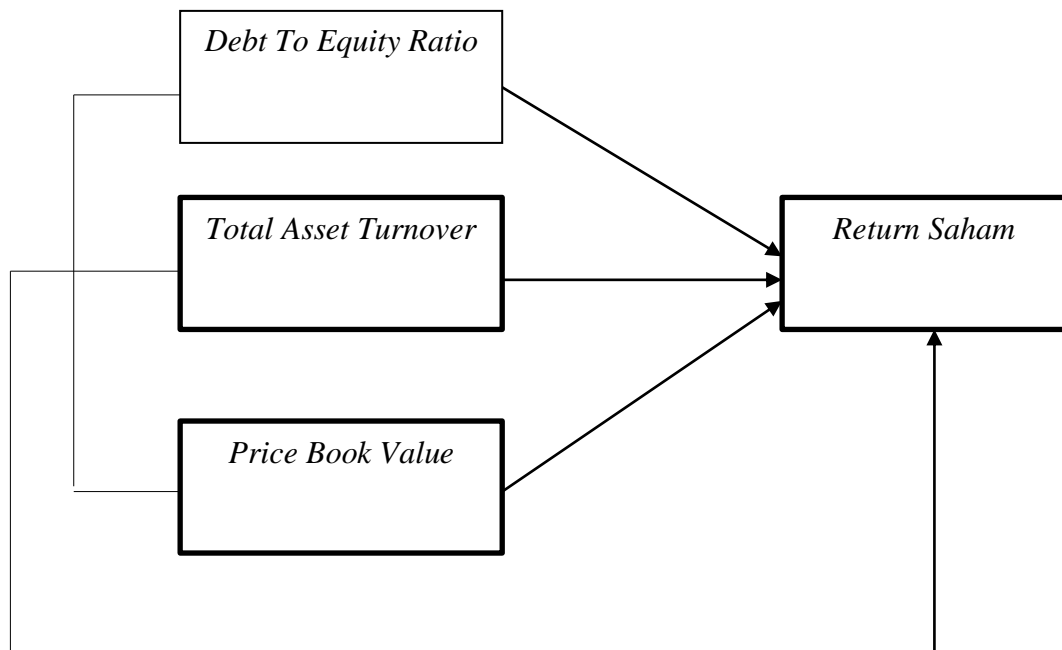 Debt To Equity Ratio
Total Asset Turnover
Return Saham
Price Book Value